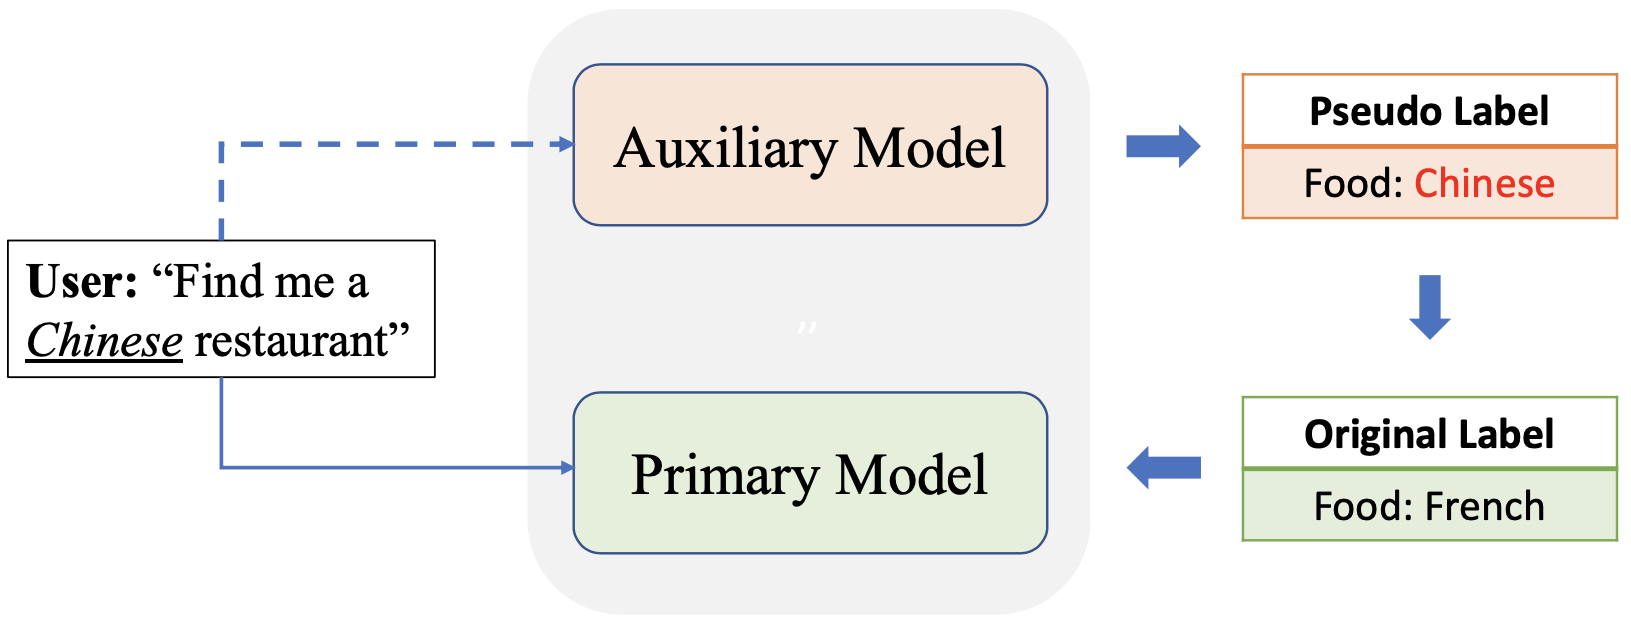 Auxiliary Model
Pseudo Label
Food: Chinese
User: “Find me a
Chinese restaurant”
”
Primary Model
Original Label
Food: French